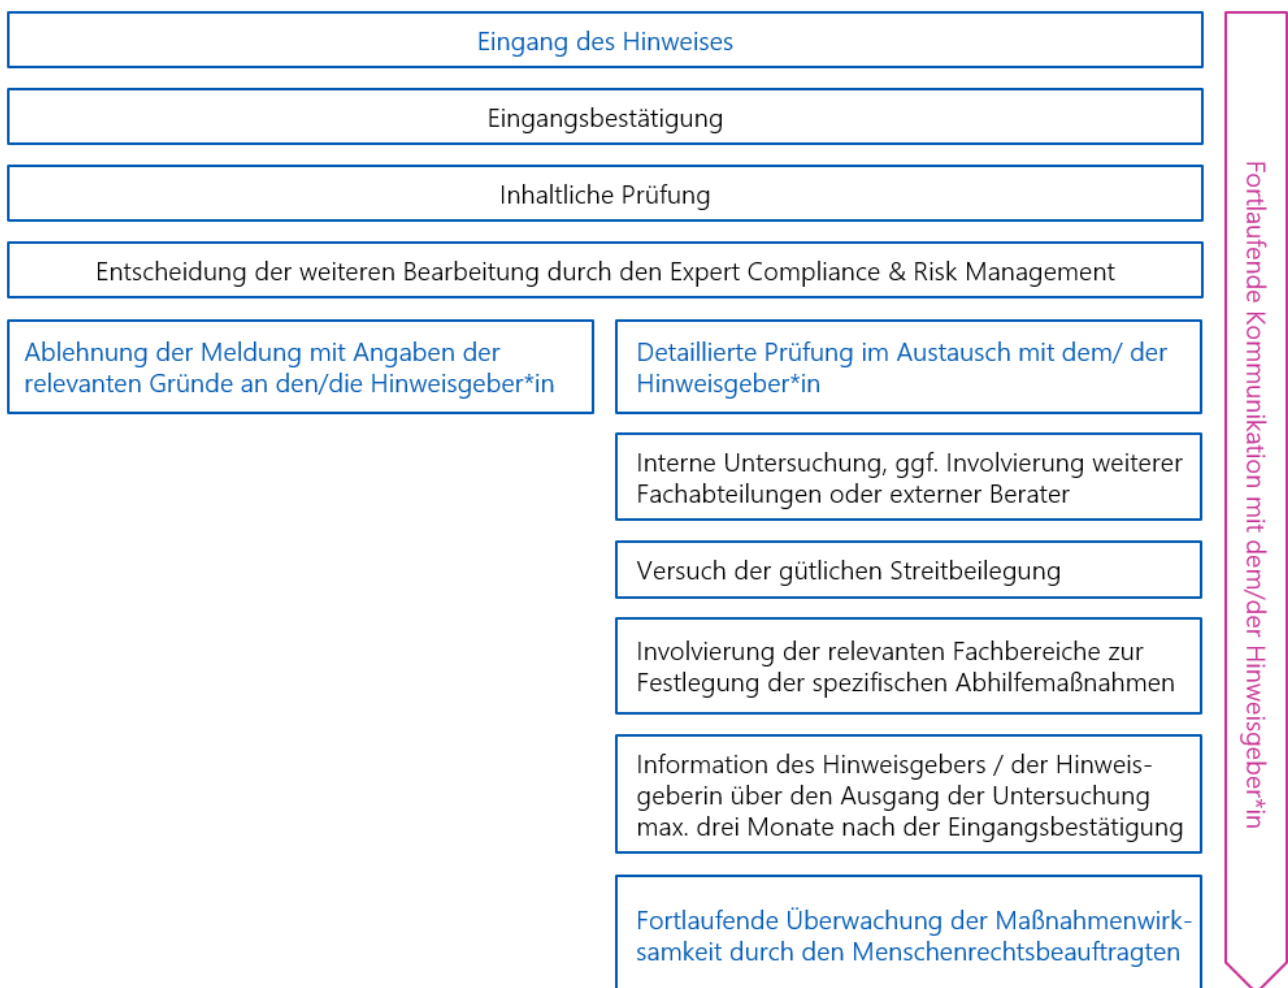 Eingang des Hinweises
Eingangsbestätigung
Inhaltliche Prüfung
Entscheidung der weiteren Bearbeitung durch den Expert Compliance & Risk Management
Ablehnung der Meldung mit Angaben der
relevanten Gründe an den/die Hinweisgeber*in
Detaillierte Prüfung im Austausch mit dem/ der
Hinweisgeber*in
Interne Untersuchung, ggf. Involvierung weiterer
Fachabteilungen oder externer Berater
Versuch der gütlichen Streitbeilegung
Involvierung der relevanten Fachbereiche zur
Festlegung der spezifischen Abhilfemaßnahmen
Information des Hinweisgebers / der Hinweis-
geberin über den Ausgang der Untersuchung
max. drei Monate nach der Eingangsbestätigung
Fortlaufende Überwachung der Maßnahmenwirk-
samkeit durch den Menschenrechtsbeauftragten
Fortlaufende Kommunikation mit dem/der Hinweisgeber*in